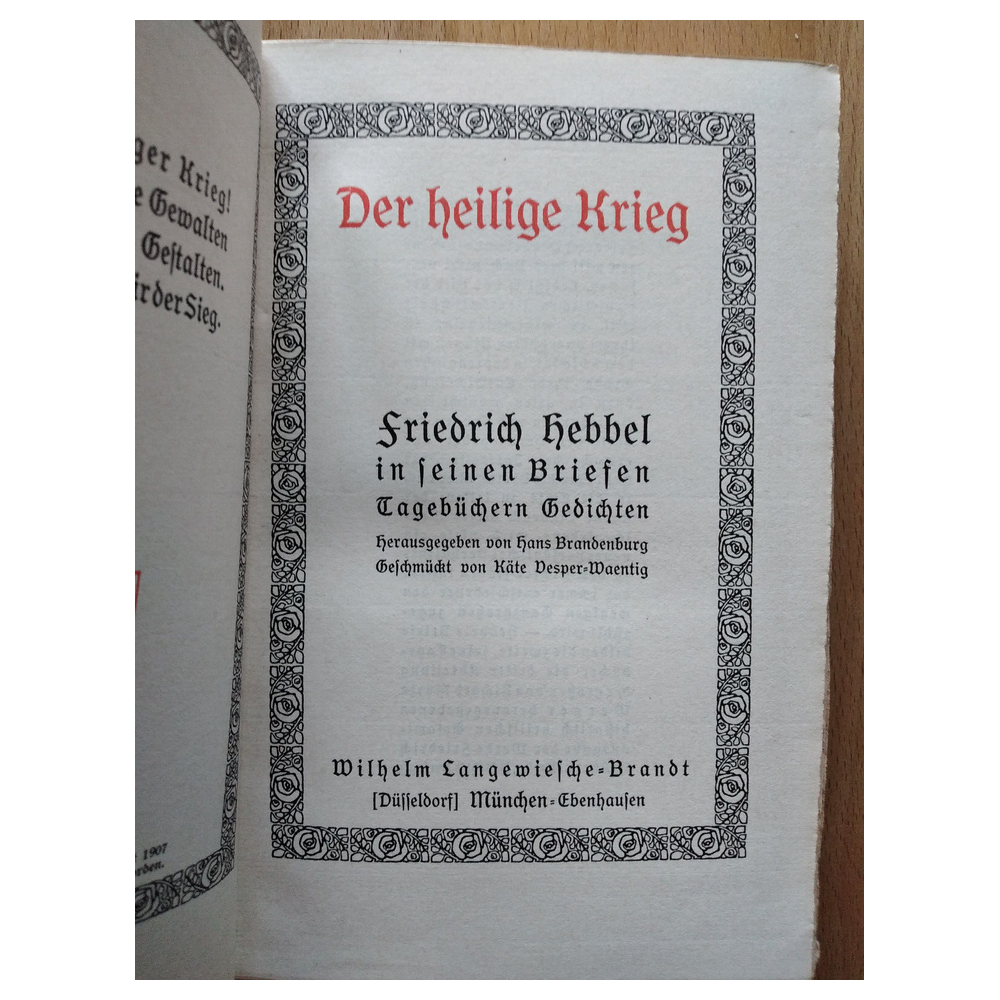 ger Krieg!
e Gewalten
Geſtalten.
ir der Sieg.
1907
rden.
Der heilige Krieg
Friedrich Hebbel
in ſeinen Briefen
Tagebüchern Gedichten
Herausgegeben von Hans Brandenburg
Geſchmückt von Käte Vesper-Waentig
Wilhelm Langewieſche-Brandt
[Düſſeldorf] München-Ebenhauſen